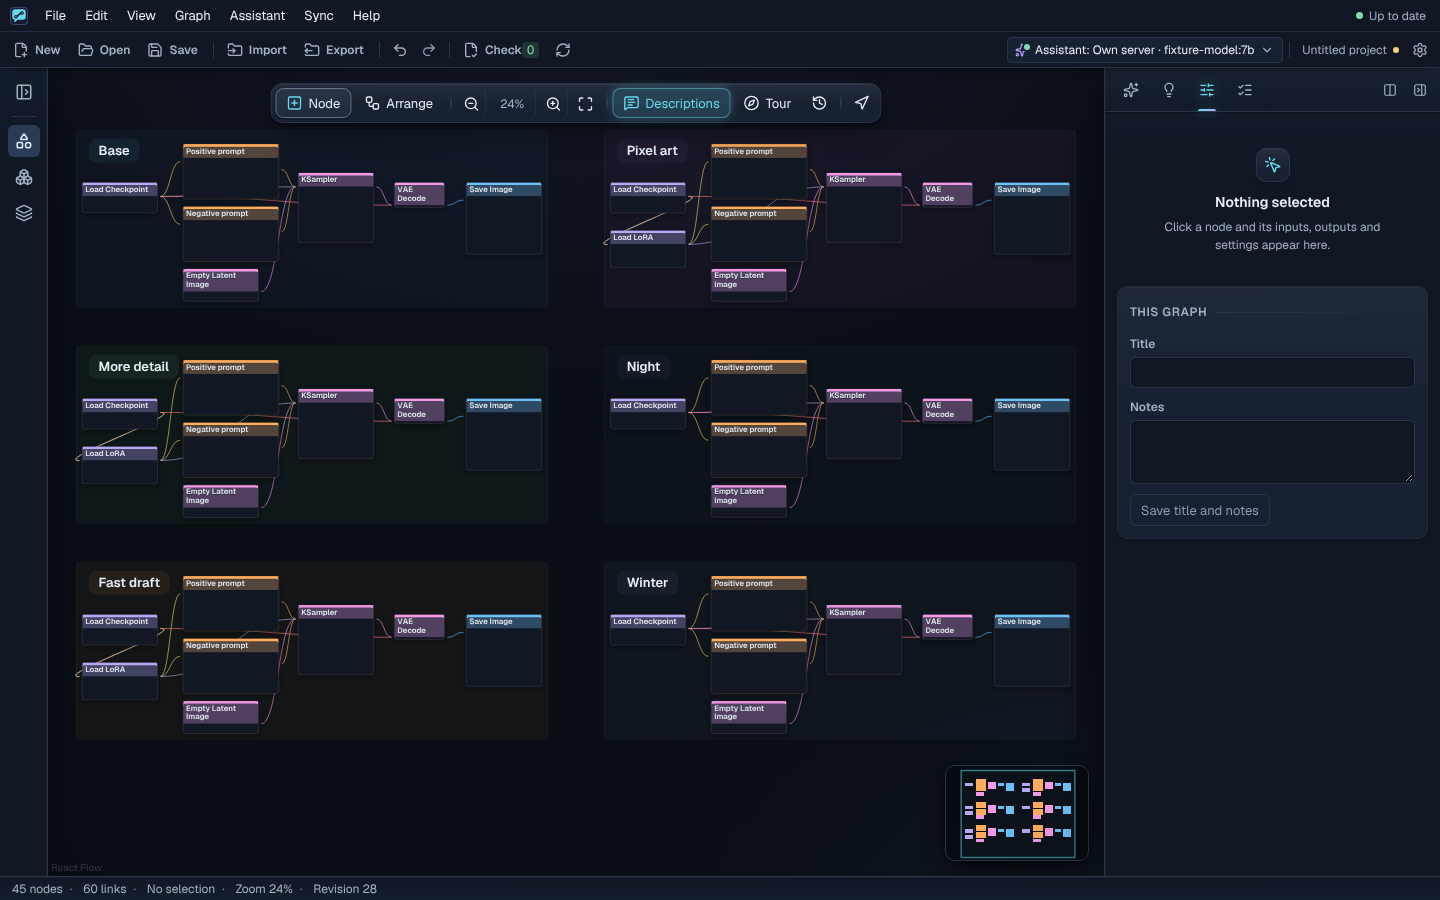 File Edit View Graph Assistant Sync Help
Up to date
New Open Save Import Export Check 0
Assistant: Own server · fixture-model:7b
Untitled project
Node Arrange 24% Descriptions Tour
Base
Positive prompt
Load Checkpoint
KSampler
VAE
Decode
Save Image
Negative prompt
Empty Latent
Image
Pixel art
Positive prompt
Load Checkpoint
KSampler
VAE
Decode
Save Image
Negative prompt
Load LoRA
Empty Latent
Image
More detail
Positive prompt
Load Checkpoint
KSampler
VAE
Decode
Save Image
Negative prompt
Load LoRA
Empty Latent
Image
Night
Positive prompt
Load Checkpoint
KSampler
VAE
Decode
Save Image
Negative prompt
Empty Latent
Image
Fast draft
Positive prompt
Load Checkpoint
KSampler
VAE
Decode
Save Image
Negative prompt
Load LoRA
Empty Latent
Image
Winter
Positive prompt
Load Checkpoint
KSampler
VAE
Decode
Save Image
Negative prompt
Empty Latent
Image
React Flow
Nothing selected
Click a node and its inputs, outputs and
settings appear here.
THIS GRAPH
Title
Notes
Save title and notes
45 nodes · 60 links · No selection · Zoom 24% · Revision 28